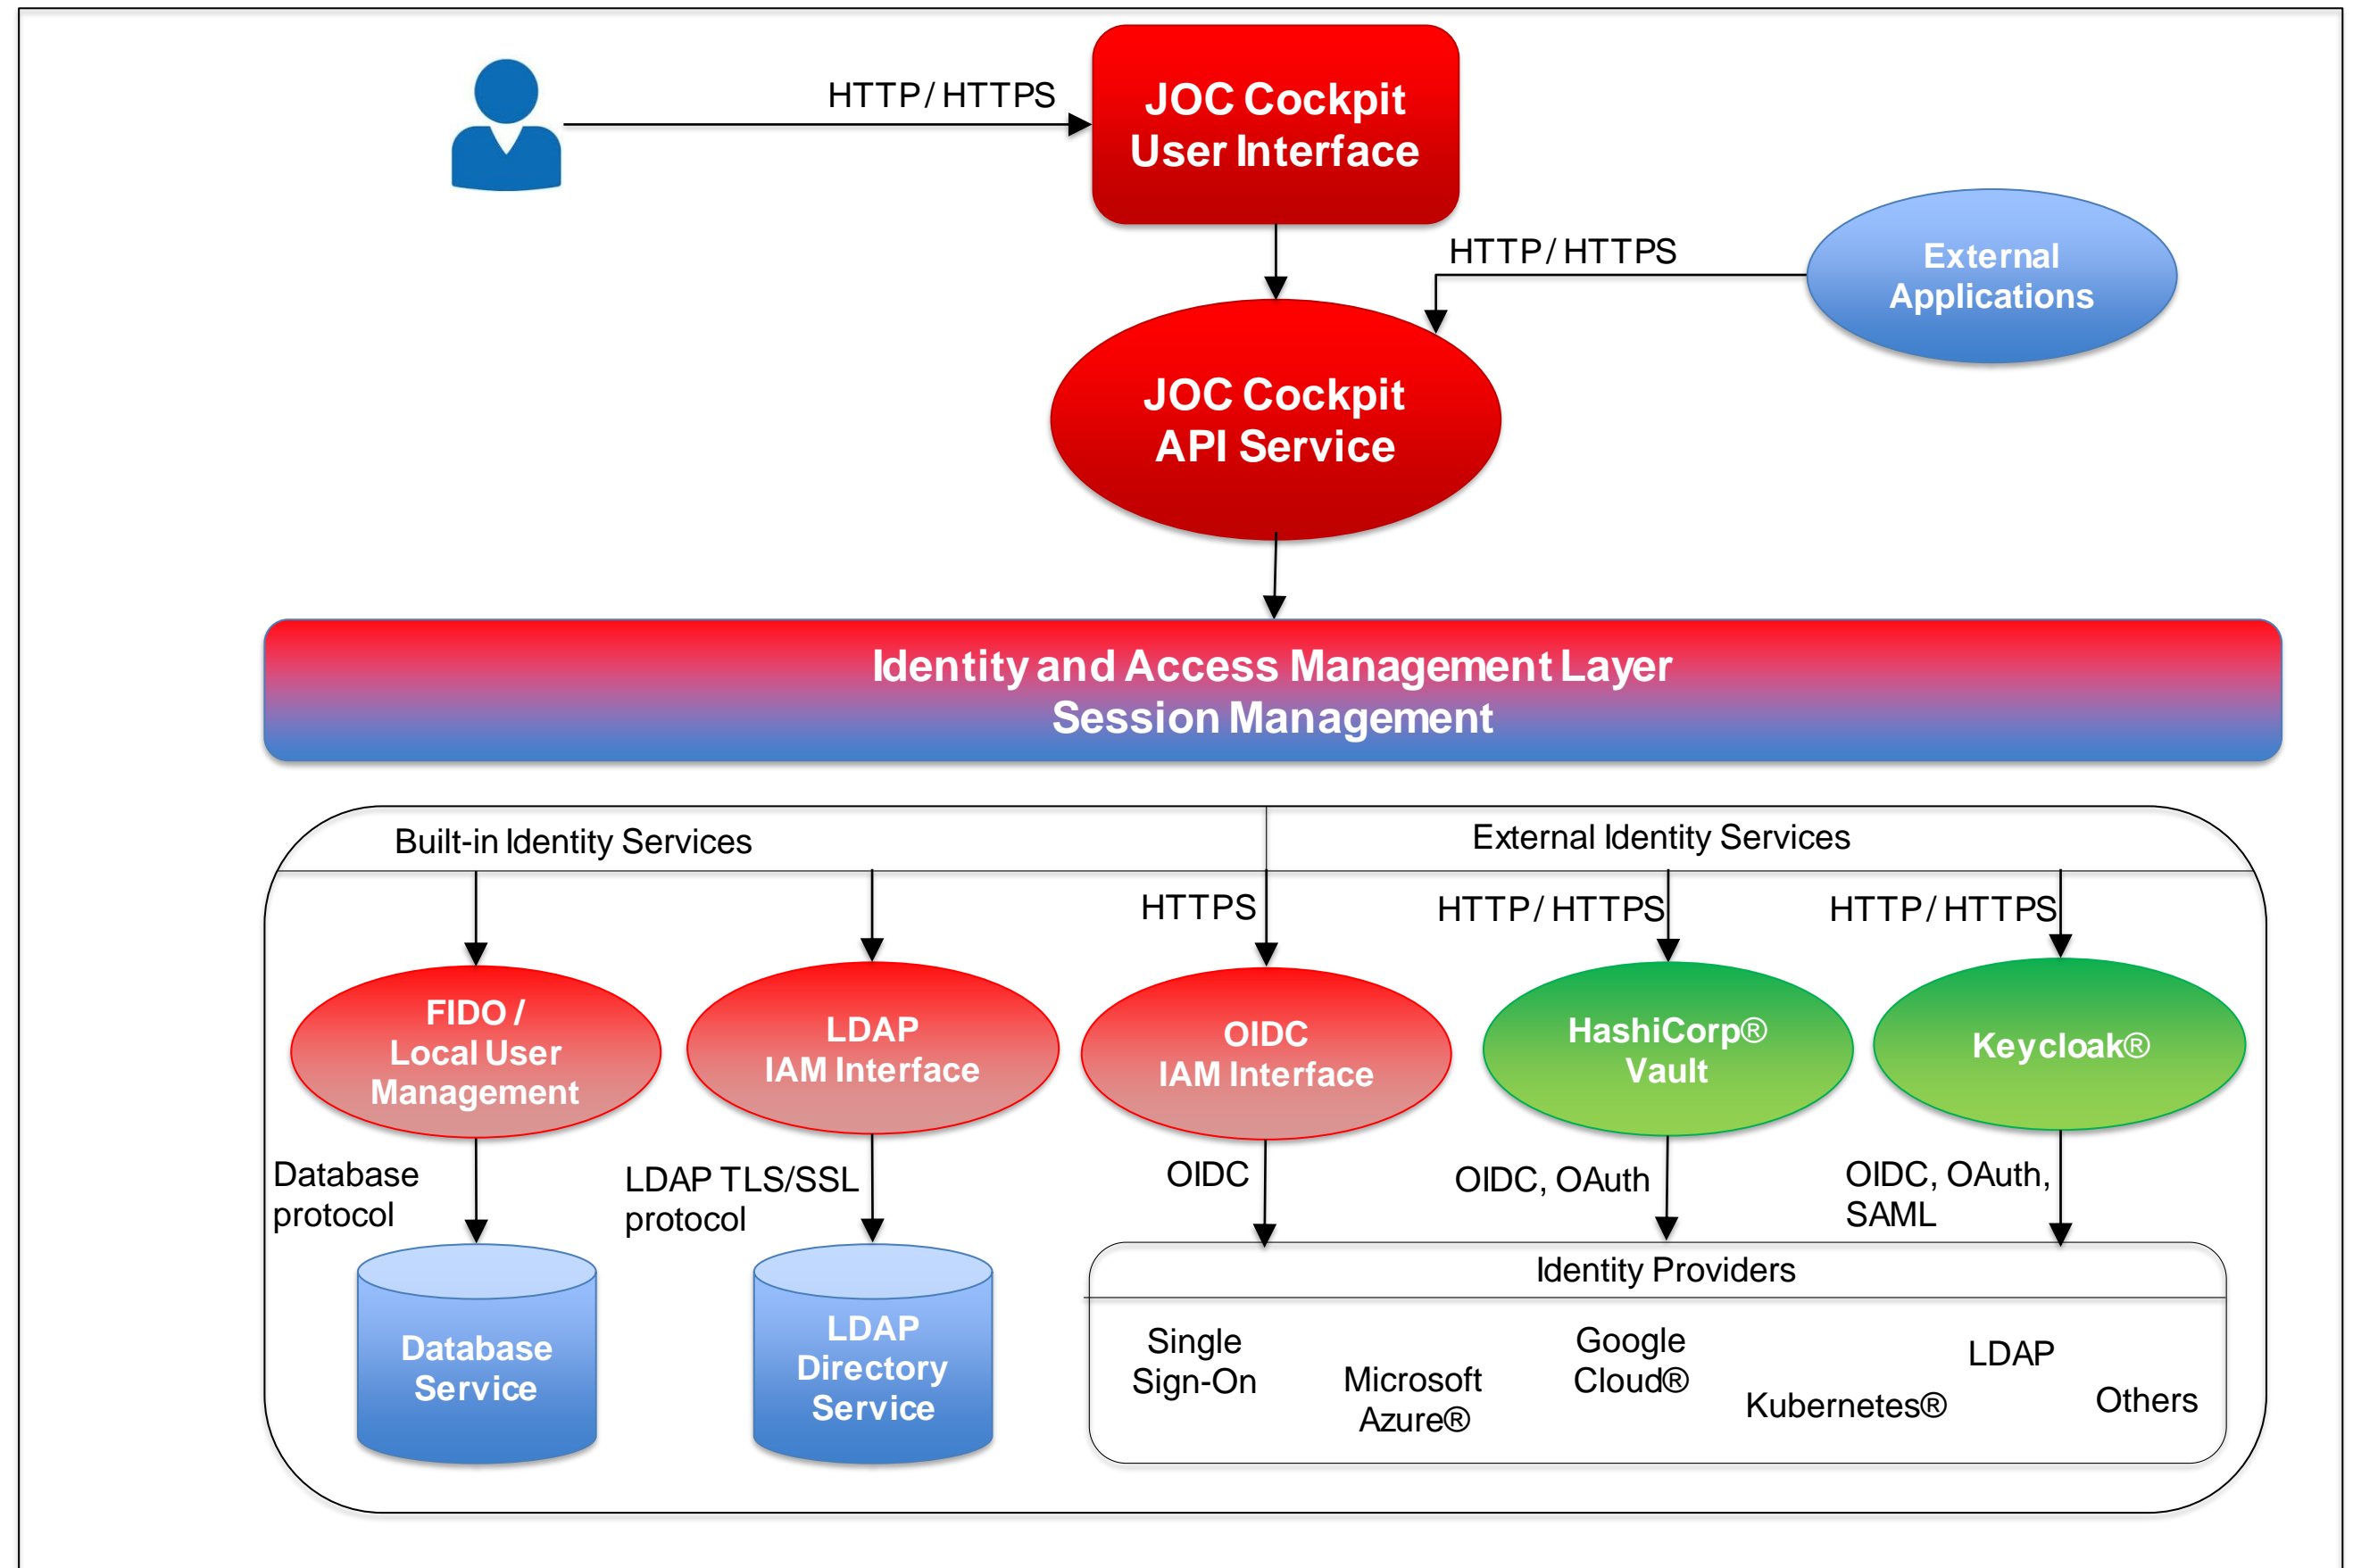 HTTP / HTTPS
JOC Cockpit
User Interface
HTTP / HTTPS
External
Applications
JOC Cockpit
API Service
Identity and Access Management Layer
Session Management
Built-in Identity Services
External Identity Services
HTTPS
HTTP / HTTPS
HTTP / HTTPS
FIDO /
Local User
Management
LDAP
IAM Interface
OIDC
IAM Interface
HashiCorp®
Vault
Keycloak®
Database
protocol
LDAP TLS/SSL
protocol
OIDC
OIDC, OAuth
OIDC, OAuth,
SAML
Database
Service
LDAP
Directory
Service
Identity Providers
Single
Sign-On
Microsoft
Azure®
Google
Cloud®
Kubernetes®
LDAP
Others